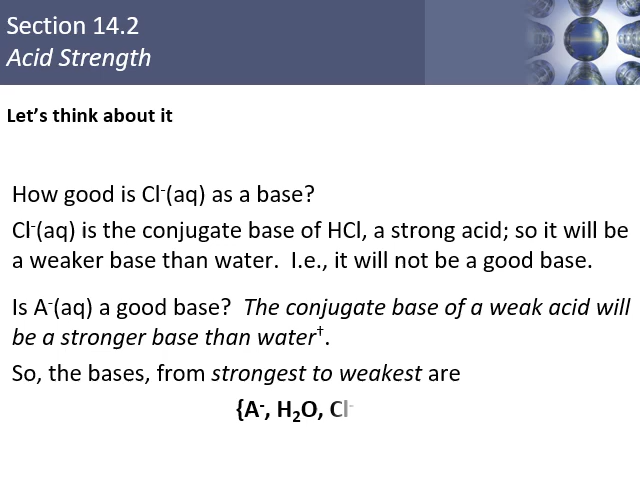 Section 14.2
Acid Strength
Let's think about it
How good is Cl⁻(aq) as a base?
Cl⁻(aq) is the conjugate base of HCl, a strong acid; so it will be
a weaker base than water.  I.e., it will not be a good base.
Is A⁻(aq) a good base?  The conjugate base of a weak acid will
be a stronger base than water†.
So, the bases, from strongest to weakest are
{A⁻, H₂O, Cl⁻